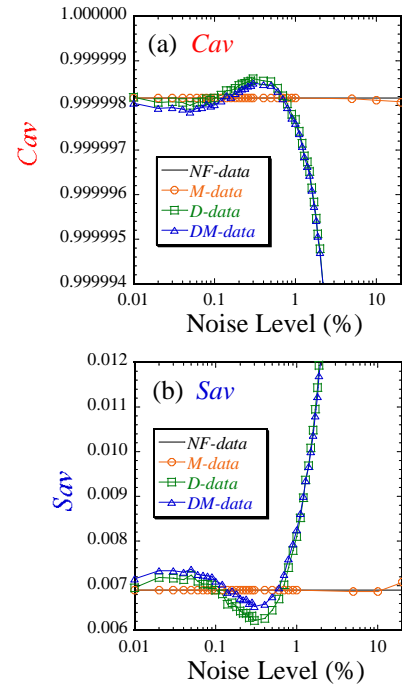 (a) Cav
1.000000
0.999999
0.999998
0.999997
0.999996
0.999995
0.999994
Cav
NF-data
M-data
D-data
DM-data
0.01 0.1 1 10
Noise Level (%)
(b) Sav
0.012
0.011
0.010
0.009
0.008
0.007
0.006
Sav
NF-data
M-data
D-data
DM-data
0.01 0.1 1 10
Noise Level (%)